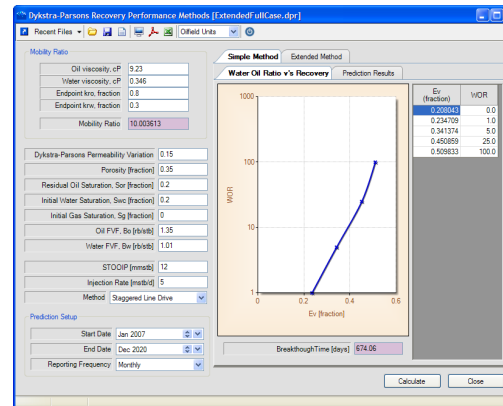 Dykstra-Parsons Recovery Performance Methods [ExtendedFullCase.dpr]
Recent Files
Oilfield Units
Mobility Ratio
Oil viscosity, cP 9.23
Water viscosity, cP 0.346
Endpoint kro, fraction 0.8
Endpoint krw, fraction 0.3
Mobility Ratio 10.003613
Dykstra-Parsons Permeability Variation 0.15
Porosity [fraction] 0.35
Residual Oil Saturation, Sor [fraction] 0.2
Initial Water Saturation, Swc [fraction] 0.2
Initial Gas Saturation, Sg [fraction] 0
Oil FVF, Bo [rb/stb] 1.35
Water FVF, Bw [rb/stb] 1.01
STOOIP [mmstb] 12
Injection Rate [mstb/d] 5
Method Staggered Line Drive
Prediction Setup
Start Date Jan 2007
End Date Dec 2020
Reporting Frequency Monthly
Simple Method Extended Method
Water Oil Ratio v's Recovery Prediction Results
1000
100
10
1
WOR
0 0.2 0.4 0.6
Ev [fraction]
BreakthoughTime [days] 674.06
Ev (fraction) WOR
0.208043 0.0
0.234709 1.0
0.341374 5.0
0.450859 25.0
0.509833 100.0
Calculate Close